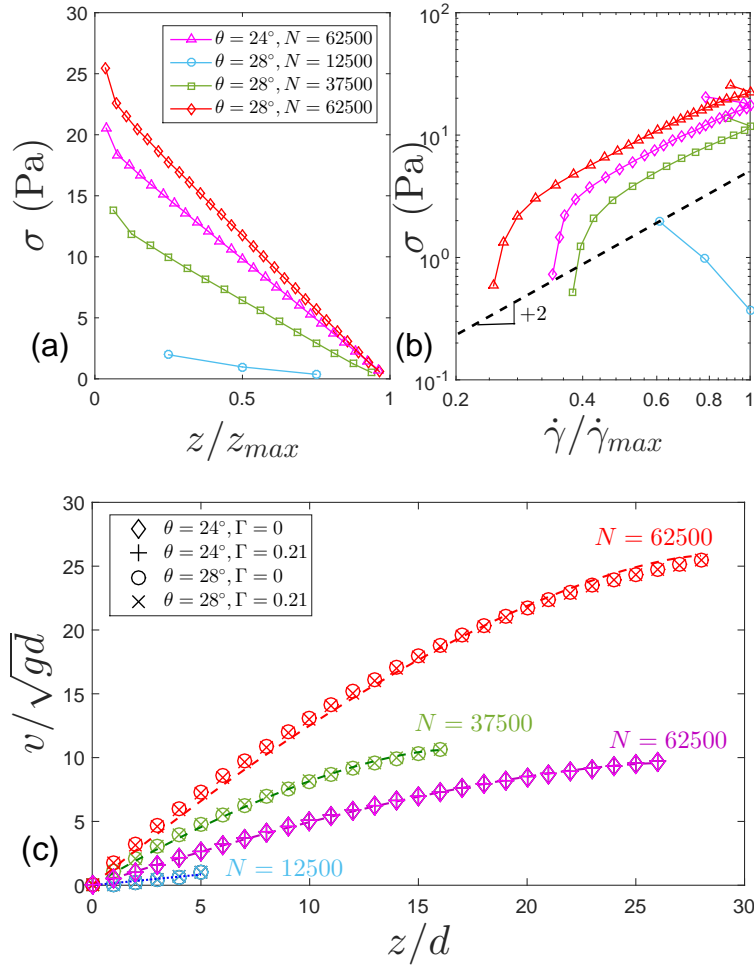 θ = 24°, N = 62500
θ = 28°, N = 12500
θ = 28°, N = 37500
θ = 28°, N = 62500
30
25
20
15
10
5
0
σ (Pa)
(a)
0
0.5
1
z/z_max
10^2
10^1
10^0
10^-1
σ (Pa)
(b)
+2
0.2
0.4
0.6
0.8
1
γ̇/γ̇_max
θ = 24°, Γ = 0
θ = 24°, Γ = 0.21
θ = 28°, Γ = 0
θ = 28°, Γ = 0.21
N = 62500
N = 37500
N = 62500
N = 12500
30
25
20
15
10
5
0
v/√gd
(c)
0
5
10
15
20
25
30
z/d